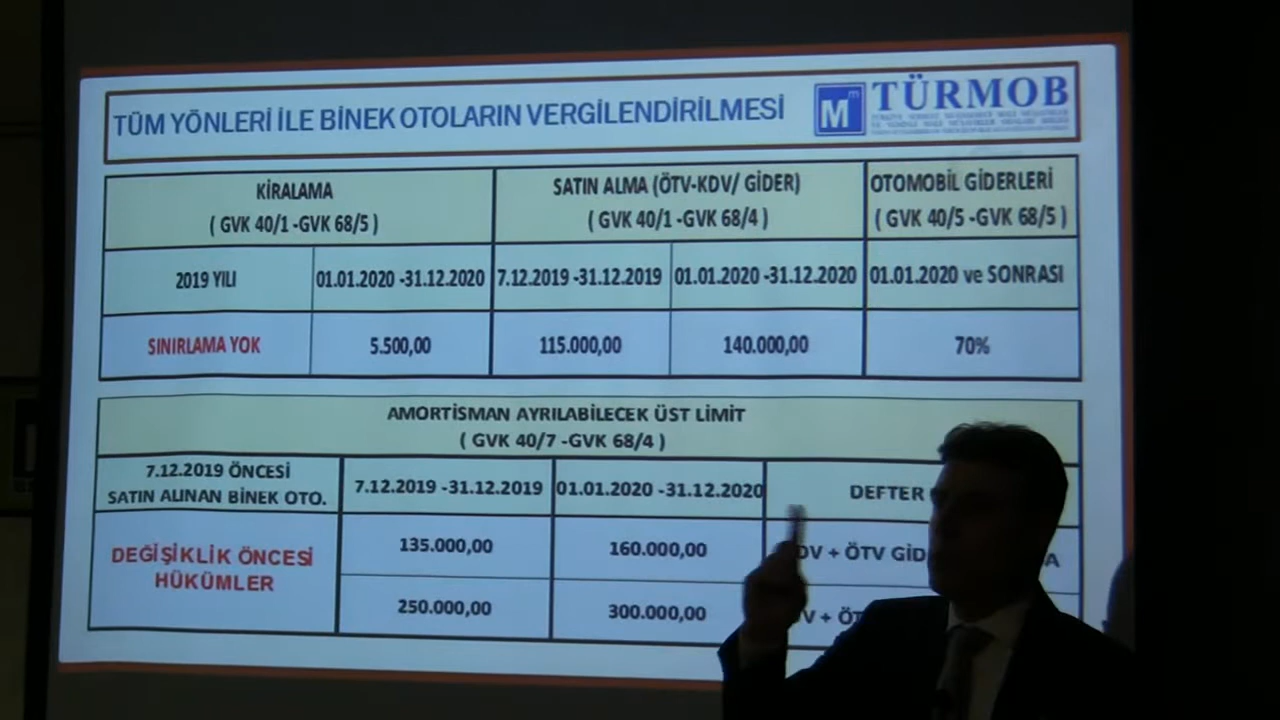 TÜM YÖNLERİ İLE BİNEK OTOLARIN VERGİLENDİRİLMESİ
Mm TÜRMOB
KİRALAMA
( GVK 40/1 -GVK 68/5 )
SATIN ALMA (ÖTV-KDV/ GİDER)
( GVK 40/1 -GVK 68/4 )
OTOMOBİL GİDERLERİ
( GVK 40/5 -GVK 68/5 )
2019 YILI
01.01.2020 -31.12.2020
7.12.2019 -31.12.2019
01.01.2020 -31.12.2020
01.01.2020 ve SONRASI
SINIRLAMA YOK
5.500,00
115.000,00
140.000,00
70%
AMORTİSMAN AYRILABİLECEK ÜST LİMİT
( GVK 40/7 -GVK 68/4 )
7.12.2019 ÖNCESİ
SATIN ALINAN BİNEK OTO.
7.12.2019 -31.12.2019
01.01.2020 -31.12.2020
DEFTER
DEĞİŞİKLİK ÖNCESİ
HÜKÜMLER
135.000,00
160.000,00
DV + ÖTV GİD
A
250.000,00
300.000,00
V + ÖT